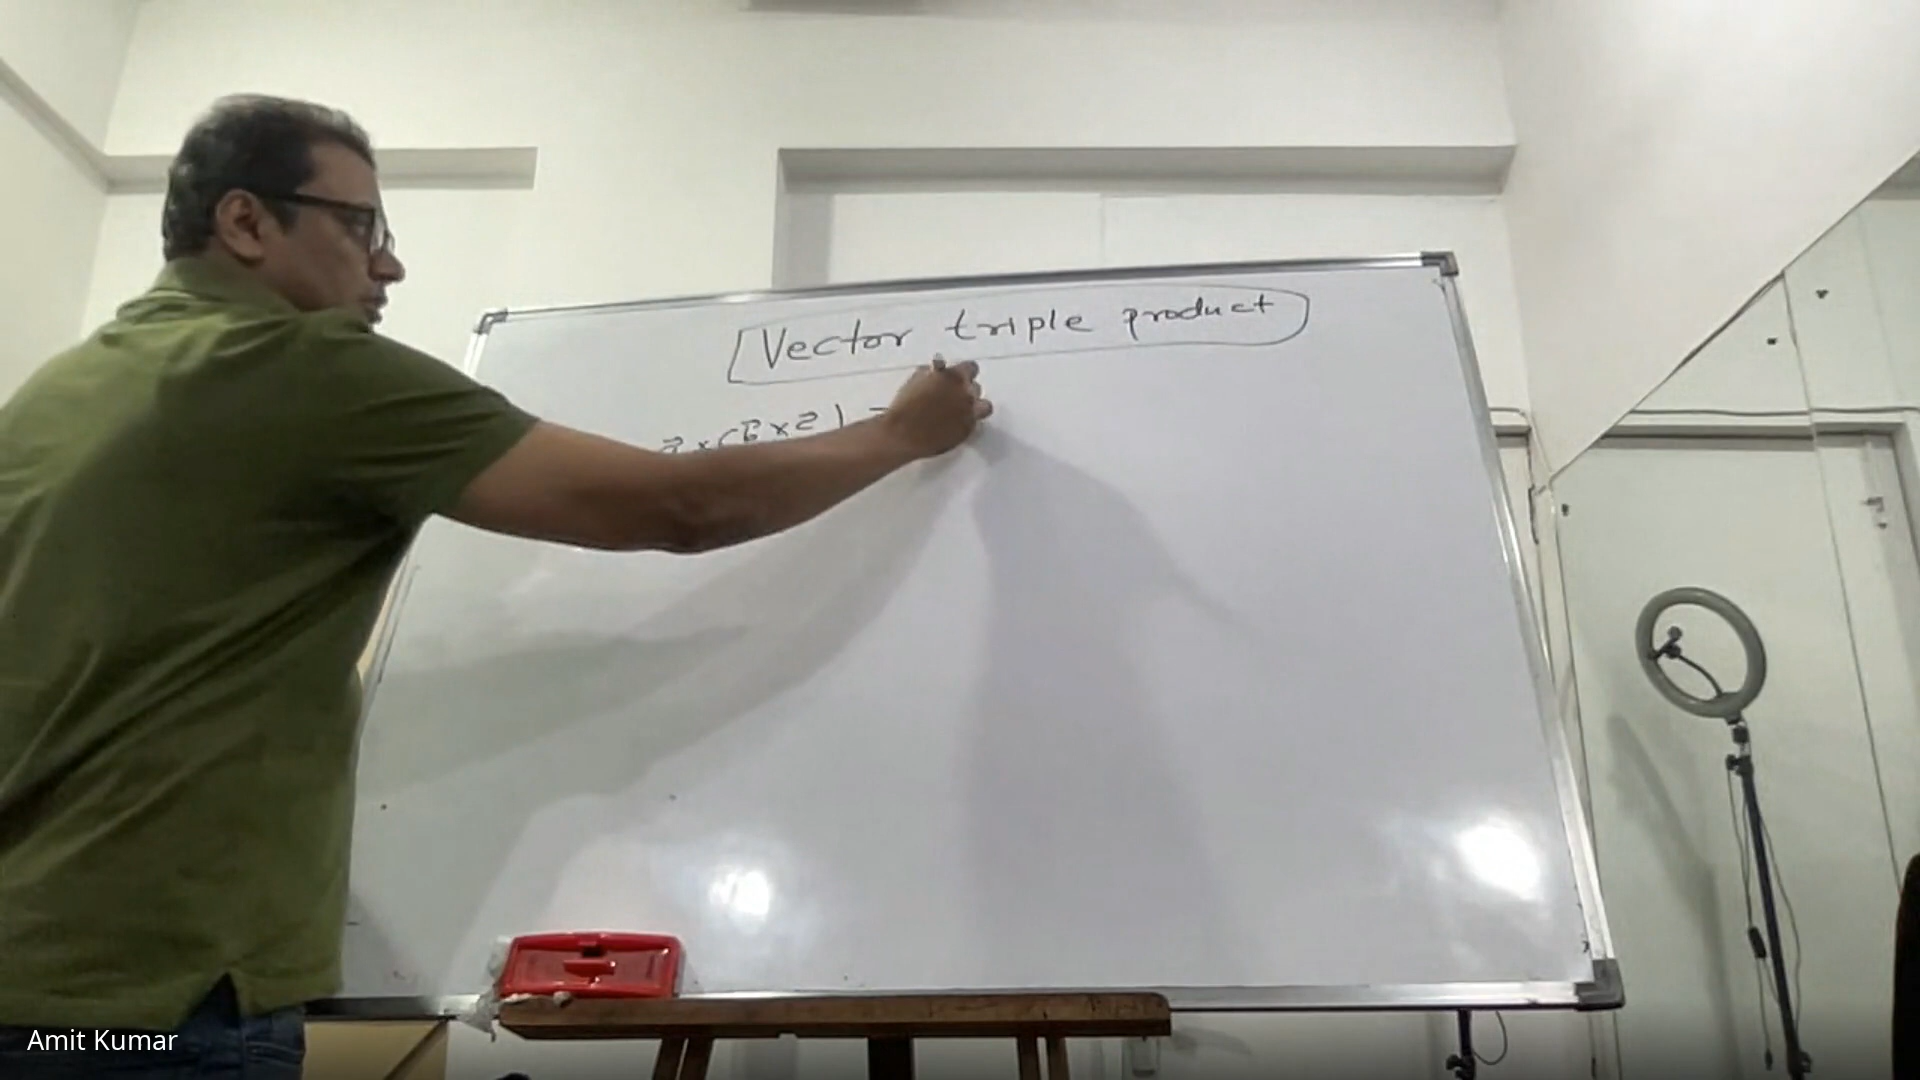 Vector triple product
a⃗ × (b⃗ × c⃗) =
Amit Kumar